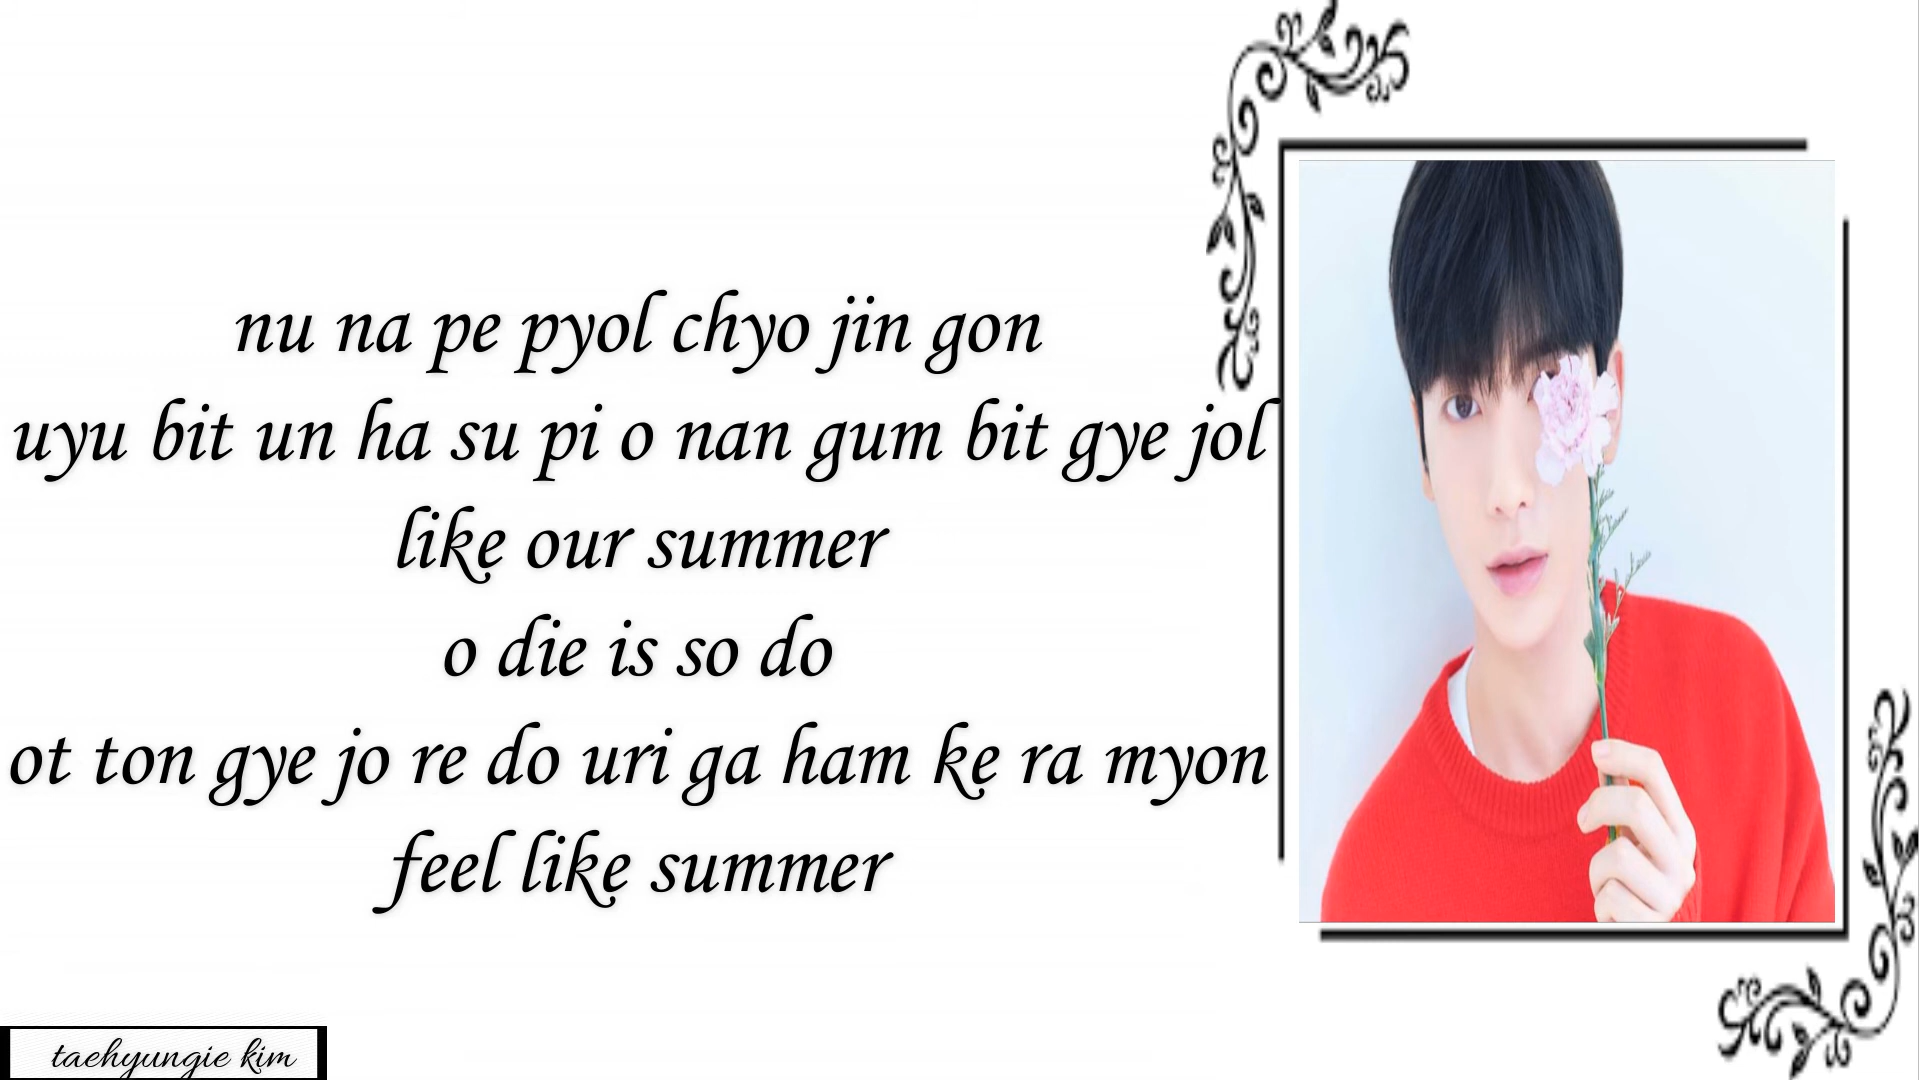 nu na pe pyol chyo jin gon
uyu bit un ha su pi o nan gum bit gye jol
like our summer
o die is so do
ot ton gye jo re do uri ga ham ke ra myon
feel like summer
taehyungie kim